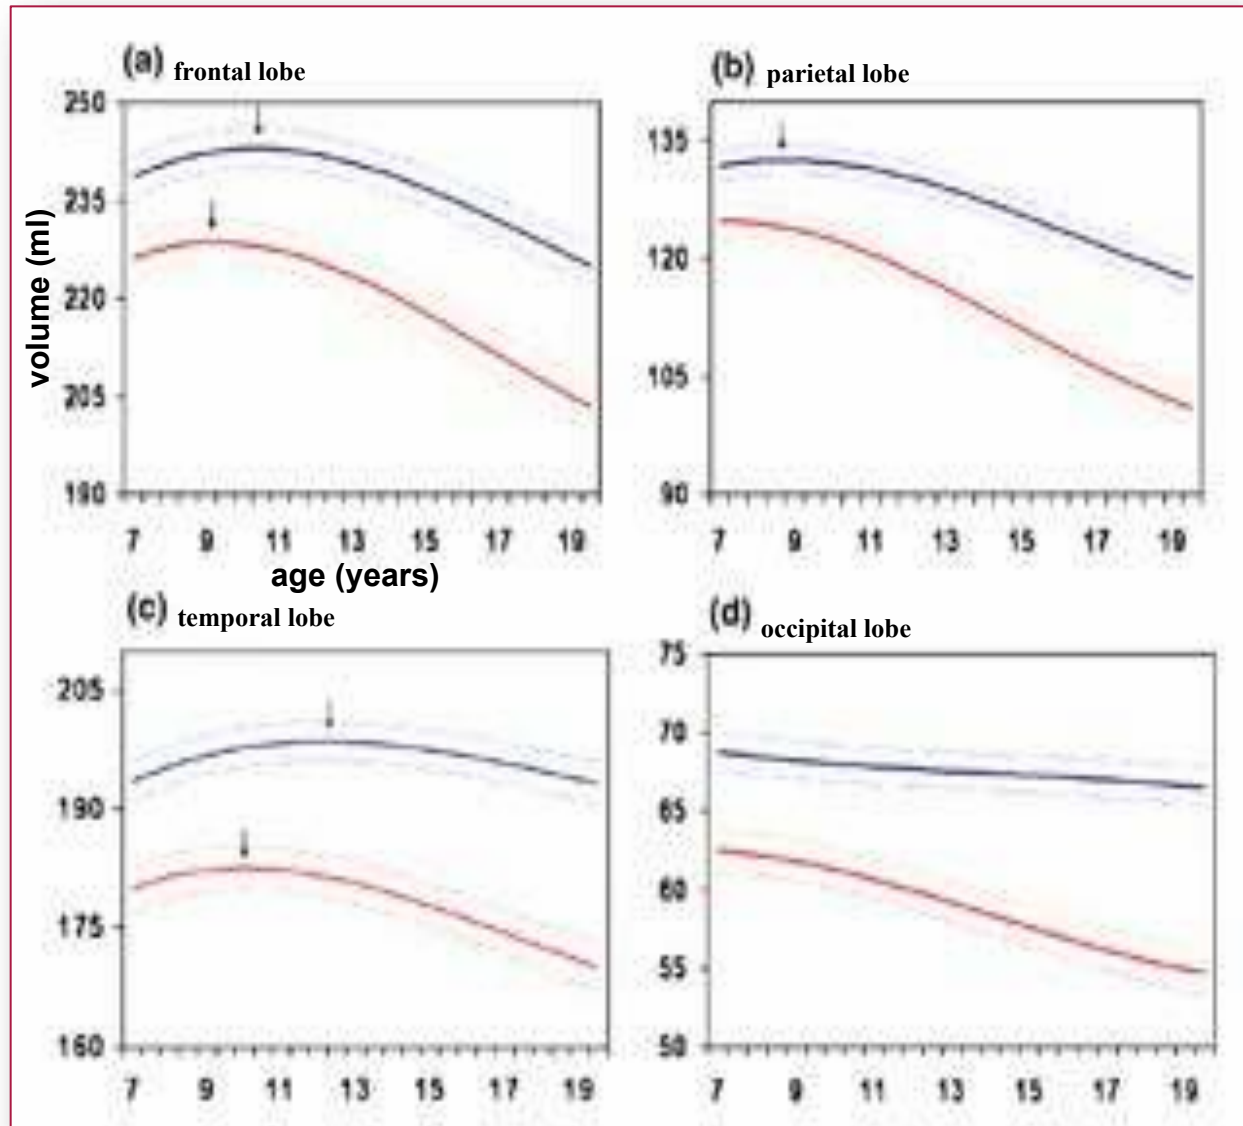 (a) frontal lobe
(b) parietal lobe
volume (ml)
250
235
220
205
190
7 9 11 13 15 17 19
age (years)
135
120
105
90
7 9 11 13 15 17 19
(c) temporal lobe
(d) occipital lobe
205
190
175
160
7 9 11 13 15 17 19
75
70
65
60
55
50
7 9 11 13 15 17 19